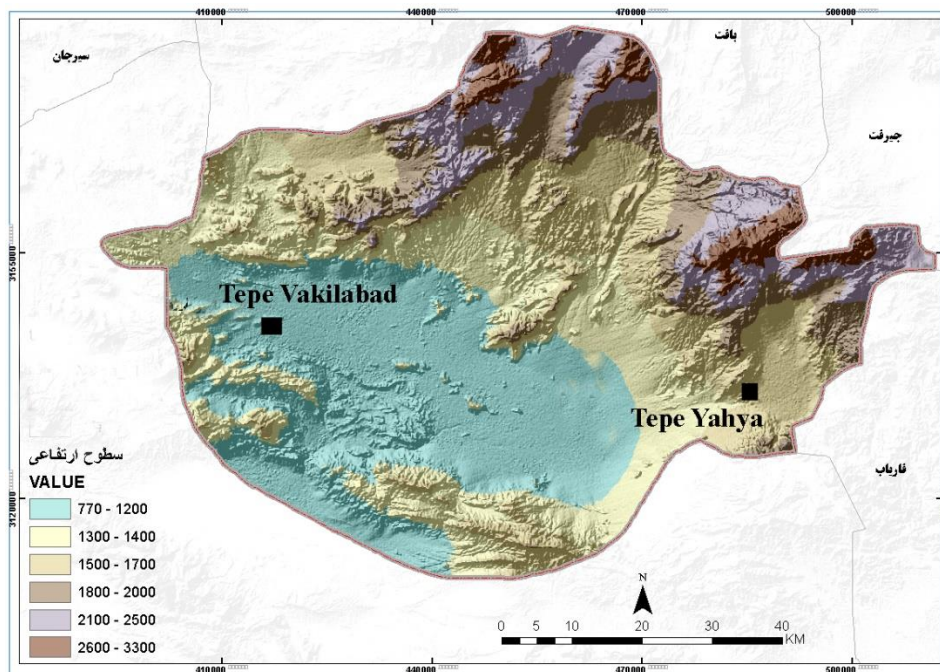 410000 440000 470000 500000
بافت
سیرجان
جیرفت
3155000 3155000
Tepe Vakilabad
Tepe Yahya
سطوح ارتفاعی
VALUE
فاریاب
770 - 1200
3120000 3120000
1300 - 1400
1500 - 1700
1800 - 2000
2100 - 2500
2600 - 3300
N
0 5 10 20 30 40
KM
410000 440000 470000 500000